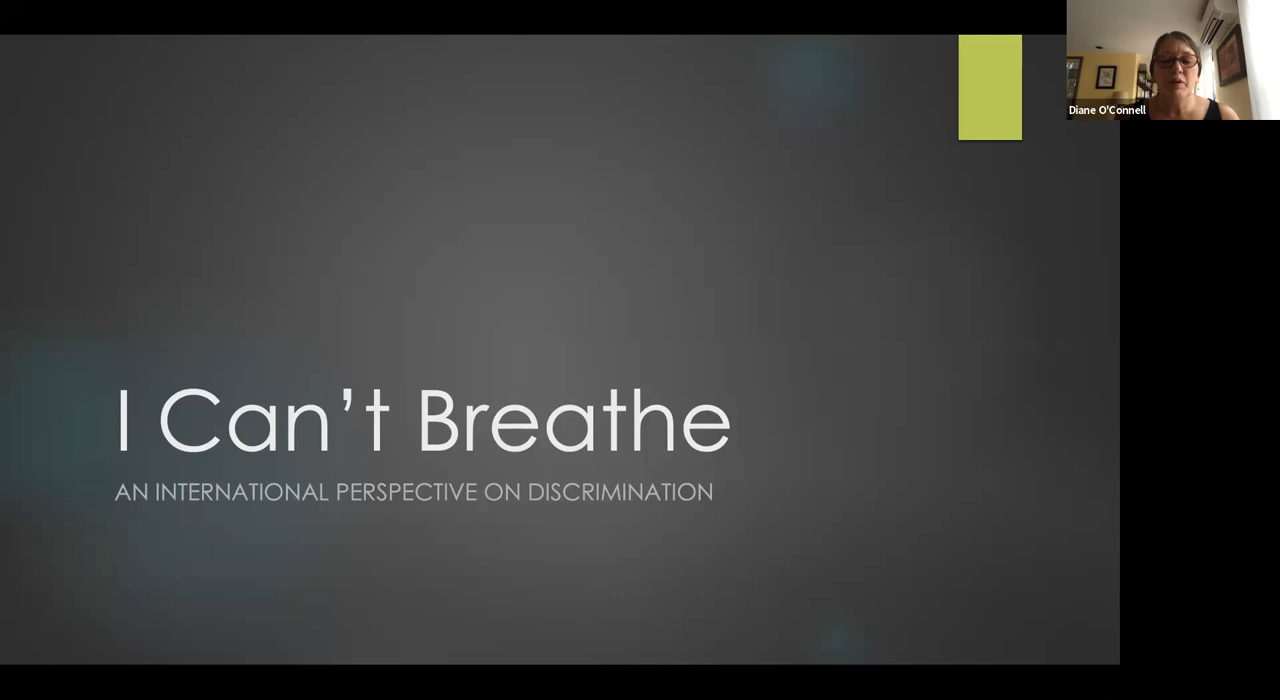 Diane O'Connell
I Can’t Breathe
AN INTERNATIONAL PERSPECTIVE ON DISCRIMINATION